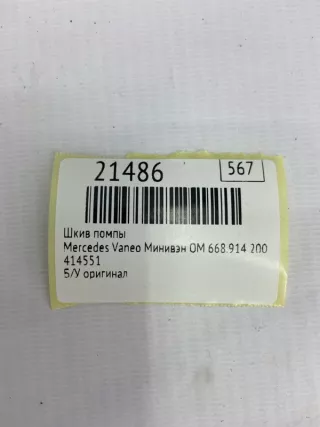 21486 567
Шкив помпы
Mercedes Vaneo Минивэн OM 668.914 200
414551
Б/У оригинал